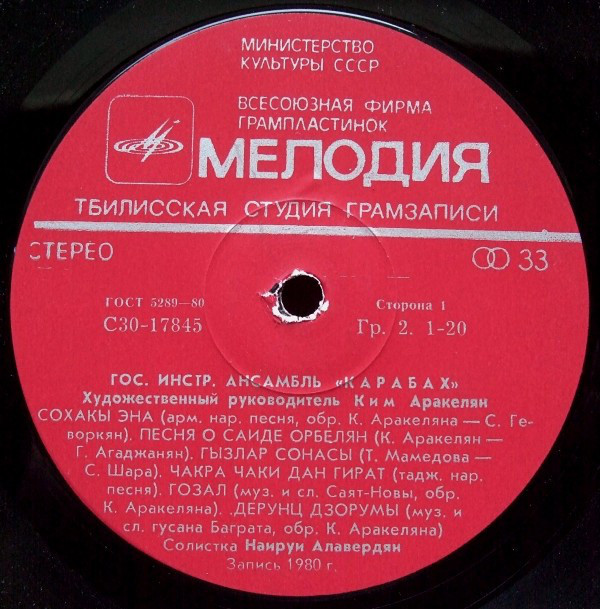 МИНИСТЕРСТВО
КУЛЬТУРЫ СССР
ВСЕСОЮЗНАЯ ФИРМА
ГРАМПЛАСТИНОК
МЕЛОДИЯ
ТБИЛИССКАЯ СТУДИЯ ГРАМЗАПИСИ
СТЕРЕО
33
ГОСТ 5289—80
Сторона 1
С30-17845
Гр. 2. 1-20
ГОС. ИНСТР. АНСАМБЛЬ «КАРАБАХ»
Художественный руководитель Ким Аракелян
СОХАКЫ ЭНА (арм. нар. песня, обр. К. Аракеляна — С. Ге-
воркян). ПЕСНЯ О САИДЕ ОРБЕЛЯН (К. Аракелян —
Г. Агаджанян). ГЫЗЛАР СОНАСЫ (Т. Мамедова —
С. Шара). ЧАКРА ЧАКИ ДАН ГИРАТ (тадж. нар.
песня). ГОЗАЛ (муз. и сл. Саят-Новы, обр.
К. Аракеляна). .ДЕРУНЦ ДЗОРУМЫ (муз. и
сл. гусана Баграта, обр. К. Аракеляна)
Солистка Наируи Алавердян
Запись 1980 г.